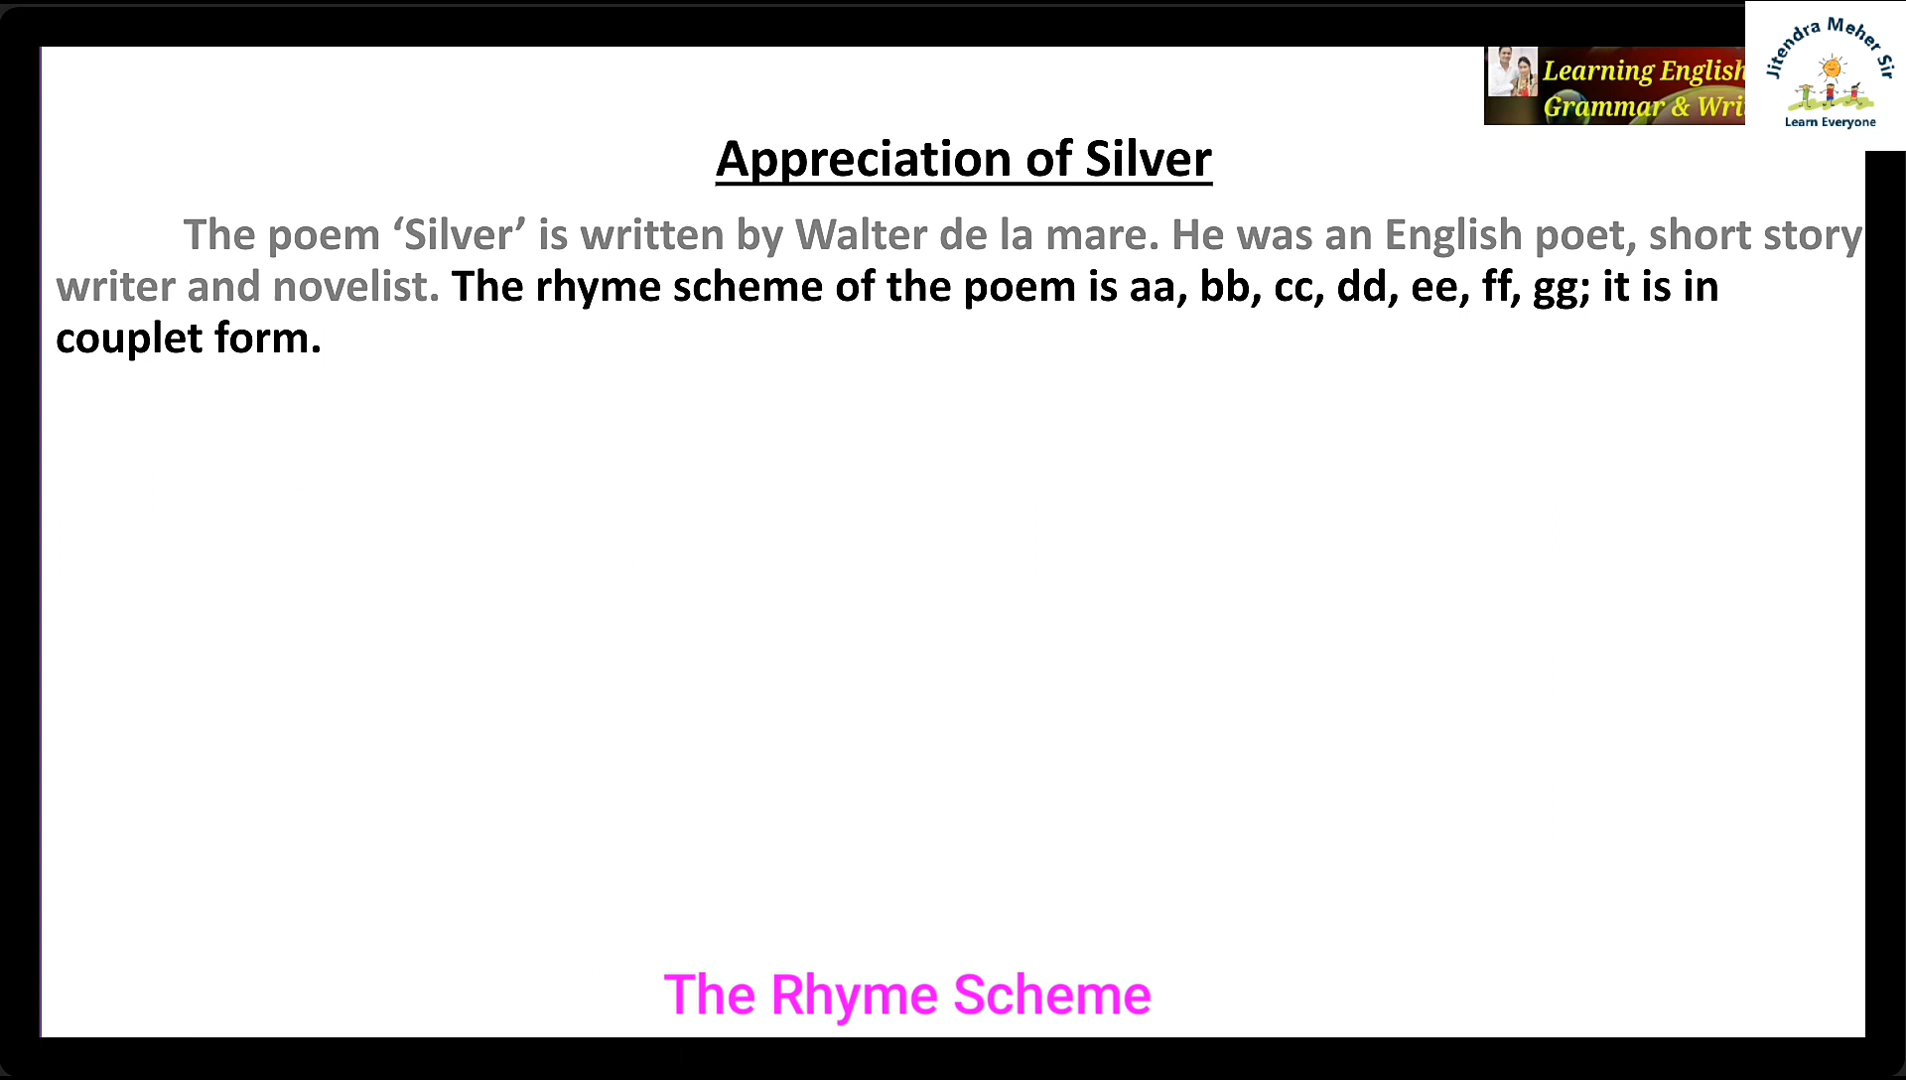 Jitendra Meher Sir
Learn Everyone
Learning English
Grammar & Wri
Appreciation of Silver
The poem ‘Silver’ is written by Walter de la mare. He was an English poet, short story
writer and novelist. The rhyme scheme of the poem is aa, bb, cc, dd, ee, ff, gg; it is in
couplet form.
The Rhyme Scheme